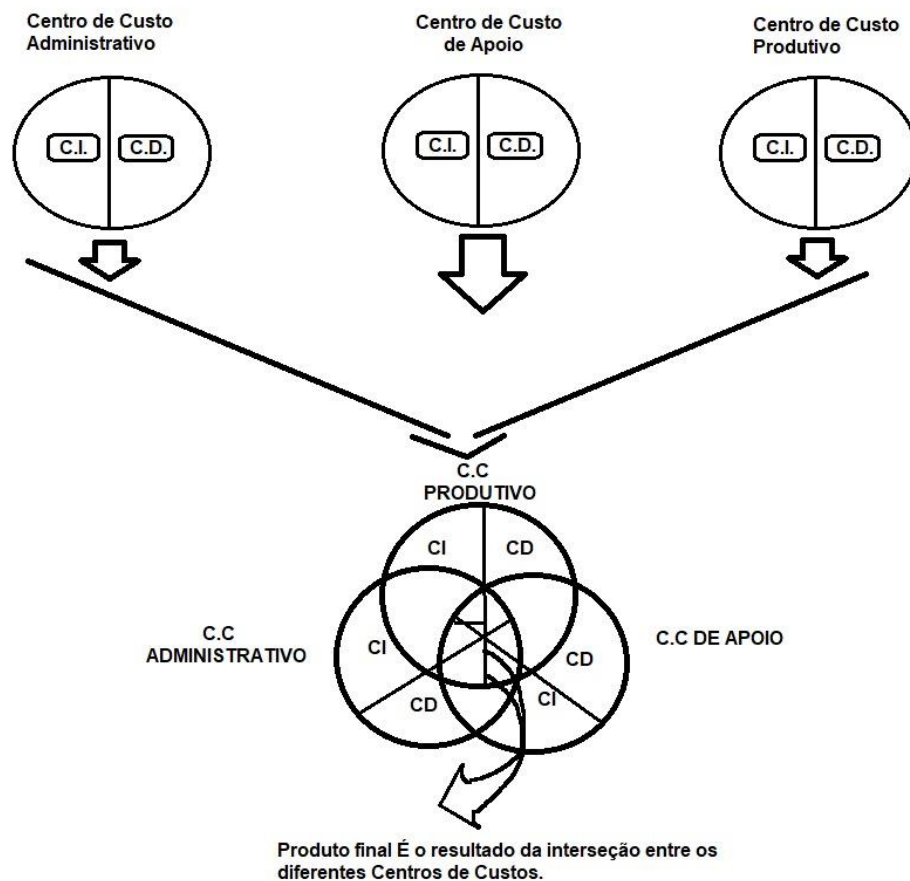 Centro de Custo
Administrativo
Centro de Custo
de Apoio
Centro de Custo
Produtivo
C.I.
C.D.
C.I.
C.D.
C.I.
C.D.
C.C
PRODUTIVO
CI
CD
C.C
ADMINISTRATIVO
CI
CD
C.C DE APOIO
CD
CI
Produto final É o resultado da interseção entre os
diferentes Centros de Custos.